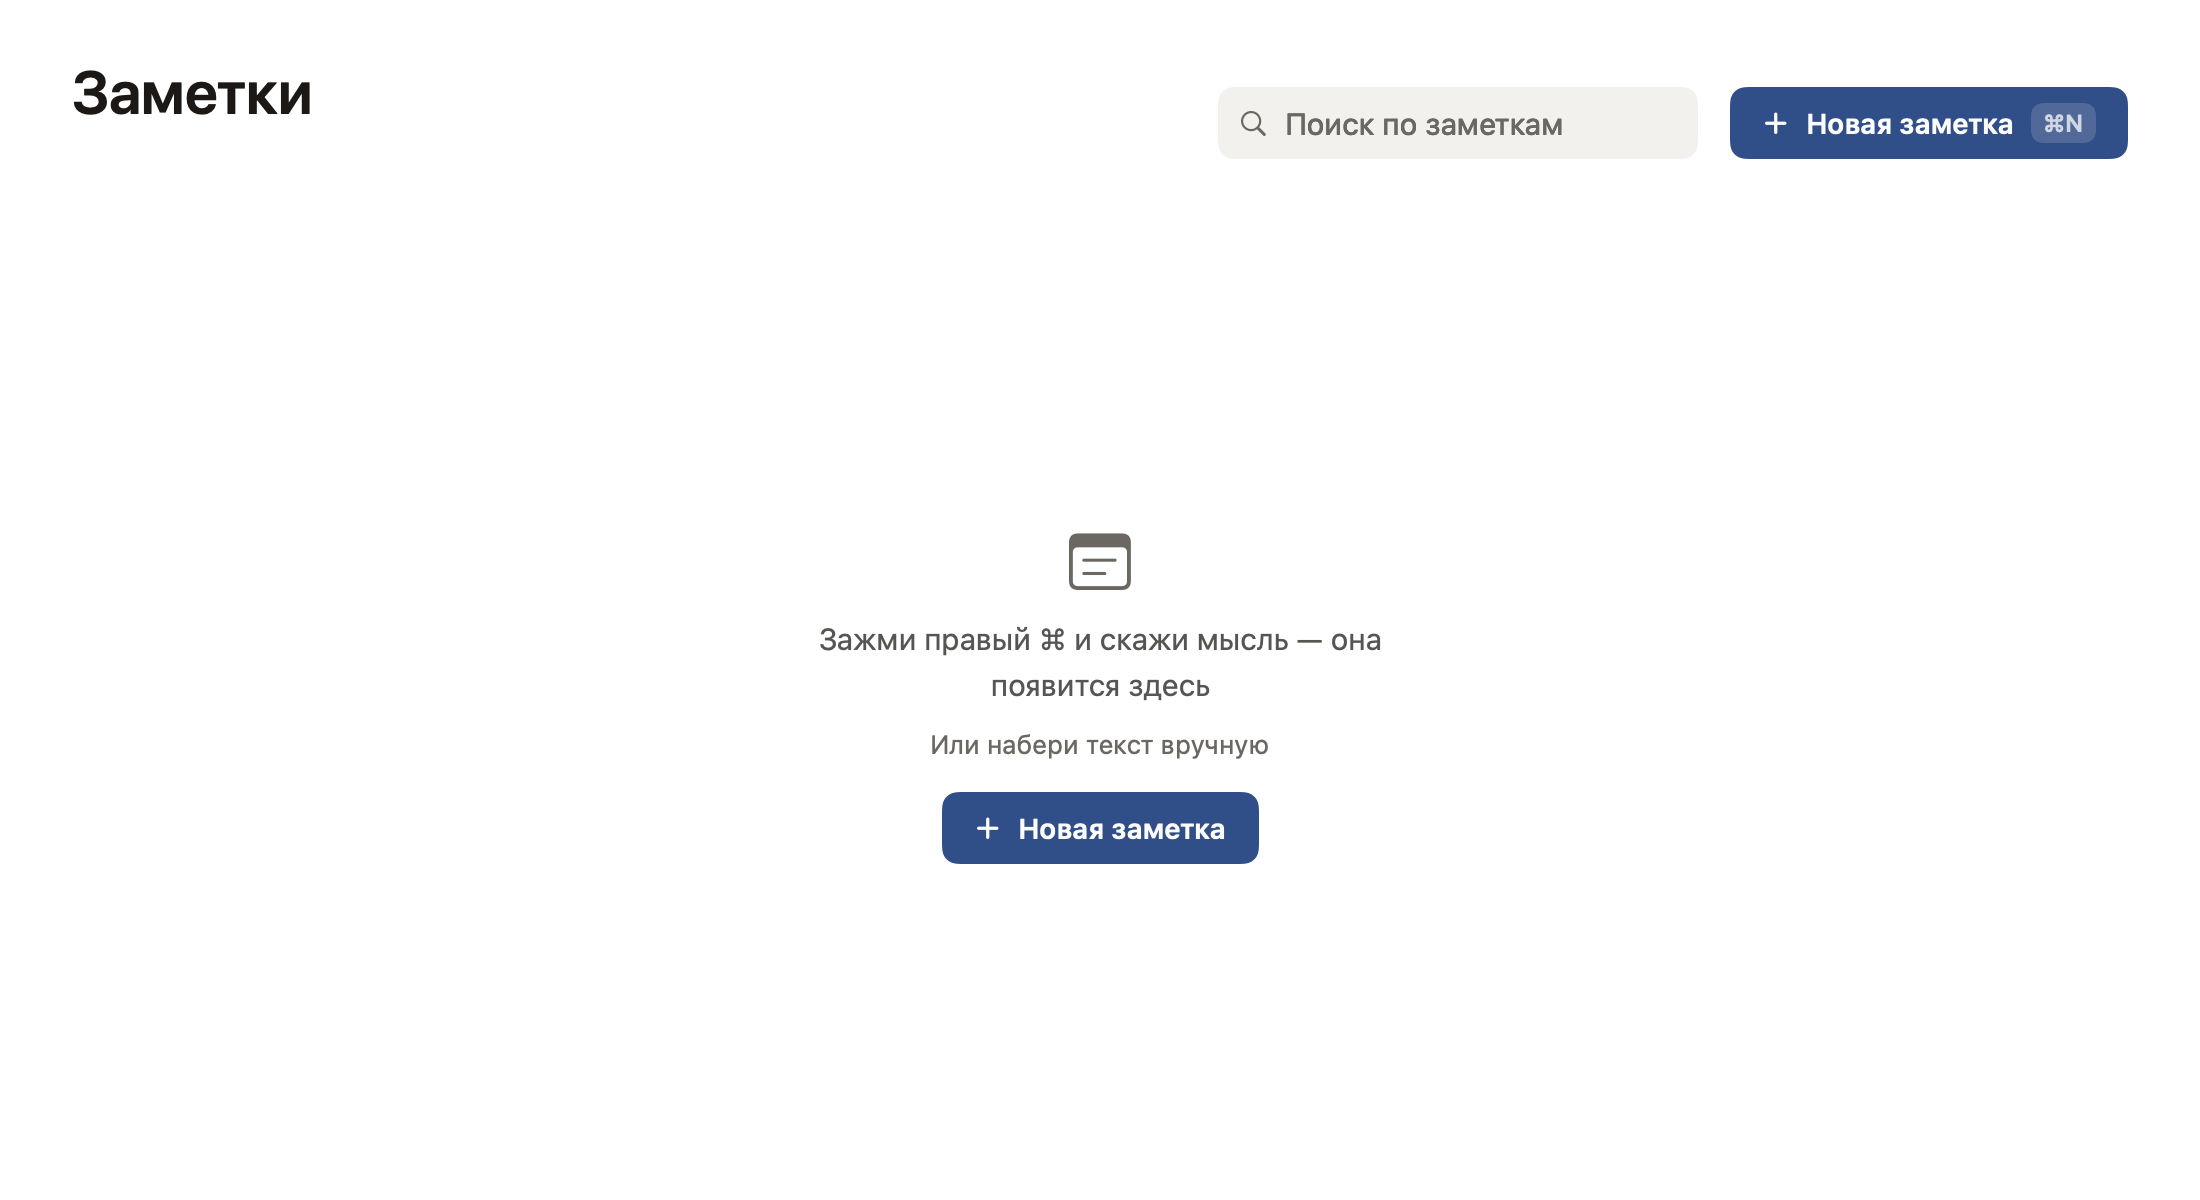 Заметки
Поиск по заметкам
Новая заметка ⌘N
Зажми правый ⌘ и скажи мысль — она
появится здесь
Или набери текст вручную
Новая заметка